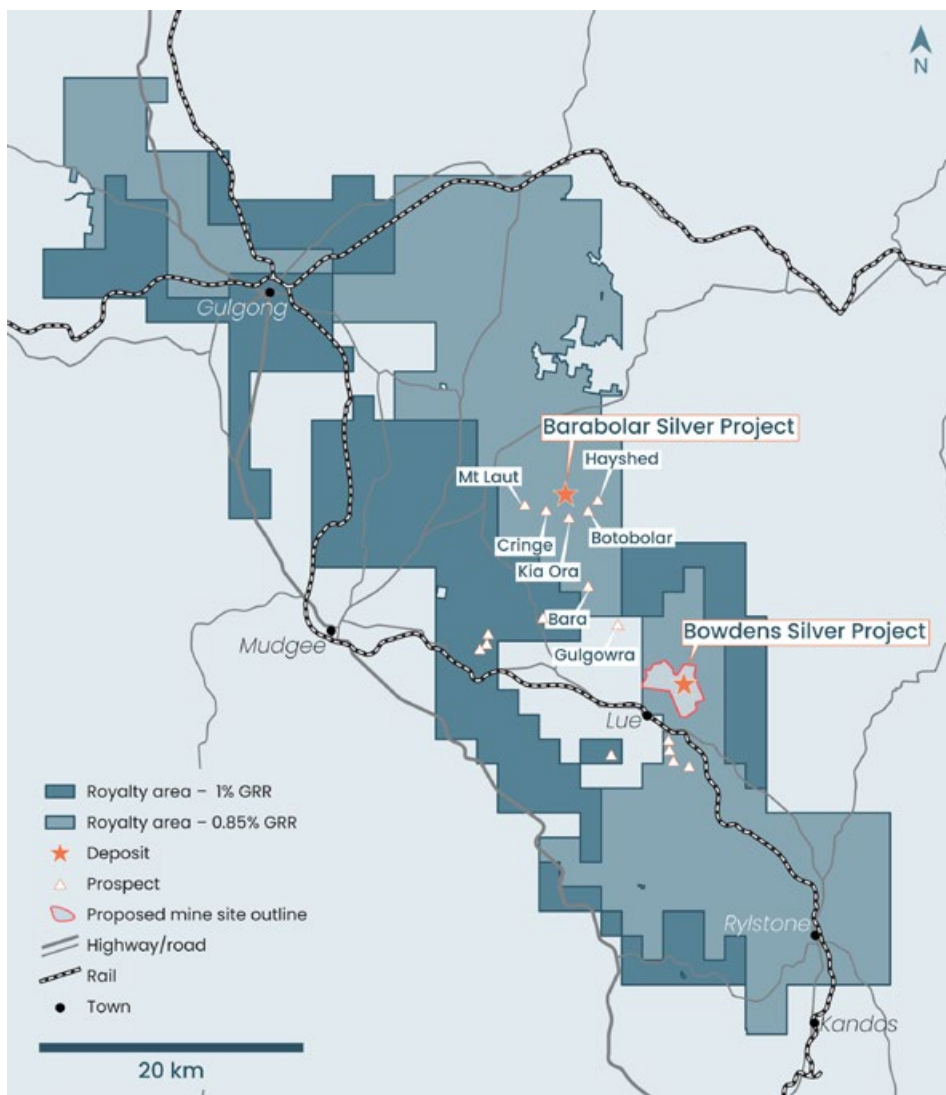 N
Gulgong
Barabolar Silver Project
Hayshed
Mt Laut
Cringe
Botobolar
Kia Ora
Bara
Mudgee
Gulgowra
Bowdens Silver Project
Lue
Royalty area – 1% GRR
Royalty area – 0.85% GRR
Deposit
Prospect
Proposed mine site outline
Highway/road
Rail
Town
Rylstone
Kandos
20 km